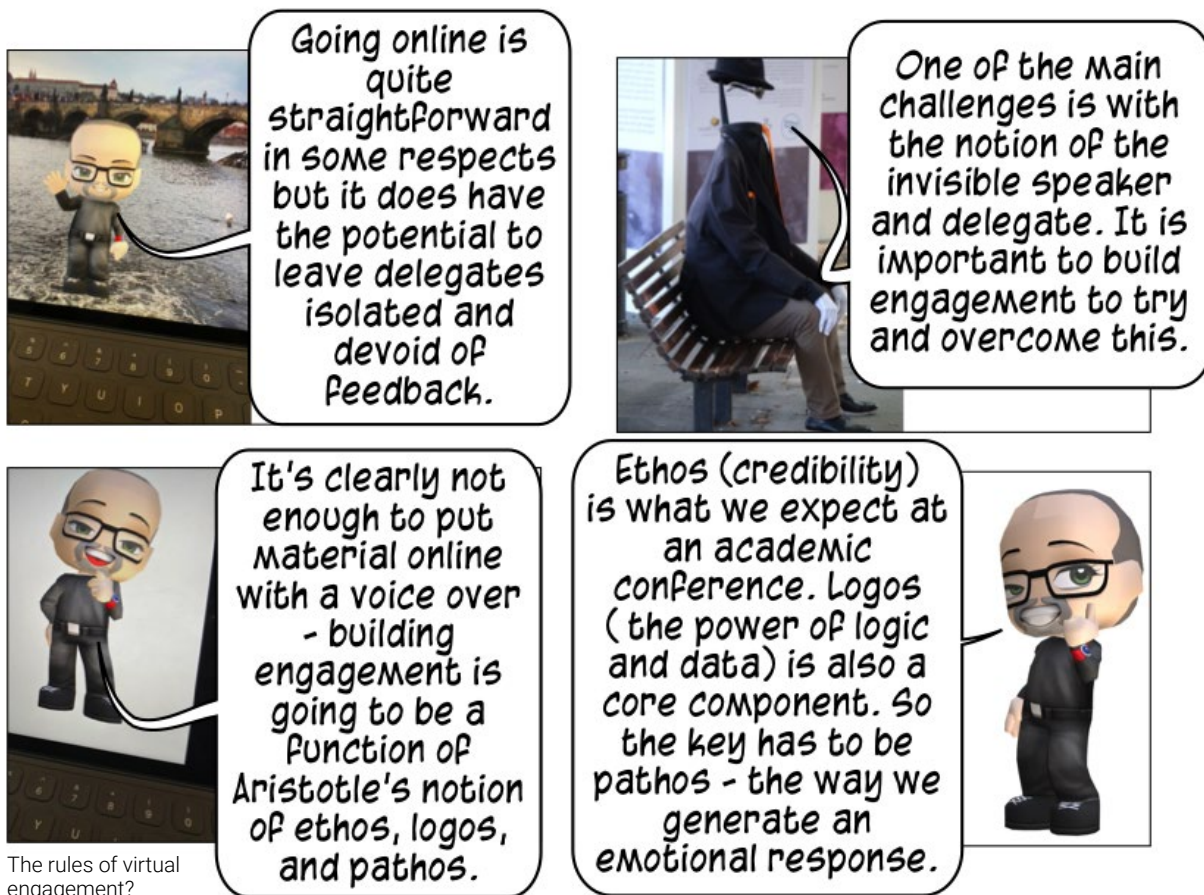 Going online is
quite
straightforward
in some respects
but it does have
the potential to
leave delegates
isolated and
devoid of
feedback.
One of the main
challenges is with
the notion of the
invisible speaker
and delegate. It is
important to build
engagement to try
and overcome this.
It's clearly not
enough to put
material online
with a voice over
- building
engagement is
going to be a
function of
Aristotle's notion
of ethos, logos,
and pathos.
Ethos (credibility)
is what we expect at
an academic
conference. Logos
( the power of logic
and data) is also a
core component. So
the key has to be
pathos - the way we
generate an
emotional response.
The rules of virtual
engagement?